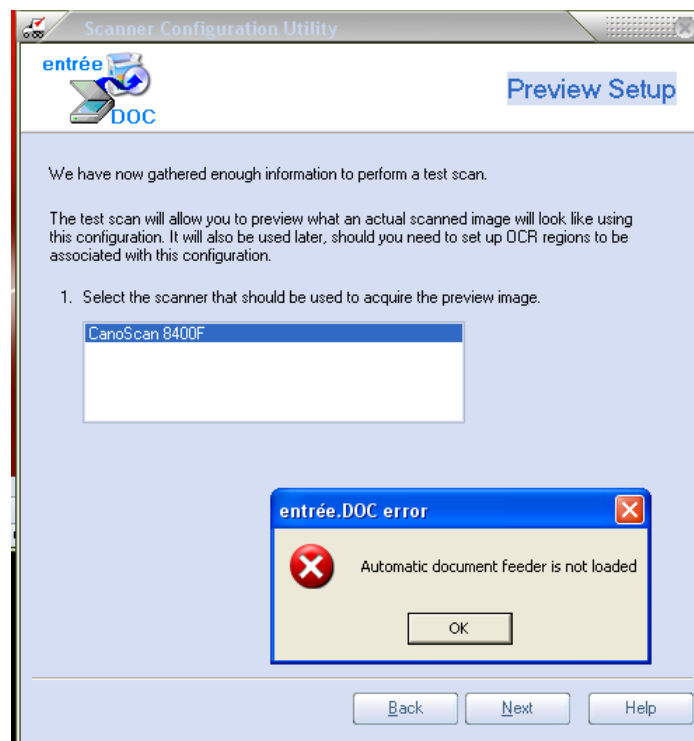 Scanner Configuration Utility
entrée
DOC
Preview Setup
We have now gathered enough information to perform a test scan.
The test scan will allow you to preview what an actual scanned image will look like using
this configuration. It will also be used later, should you need to set up OCR regions to be
associated with this configuration.
1. Select the scanner that should be used to acquire the preview image.
CanoScan 8400F
entrée.DOC error
Automatic document feeder is not loaded
OK
Back
Next
Help